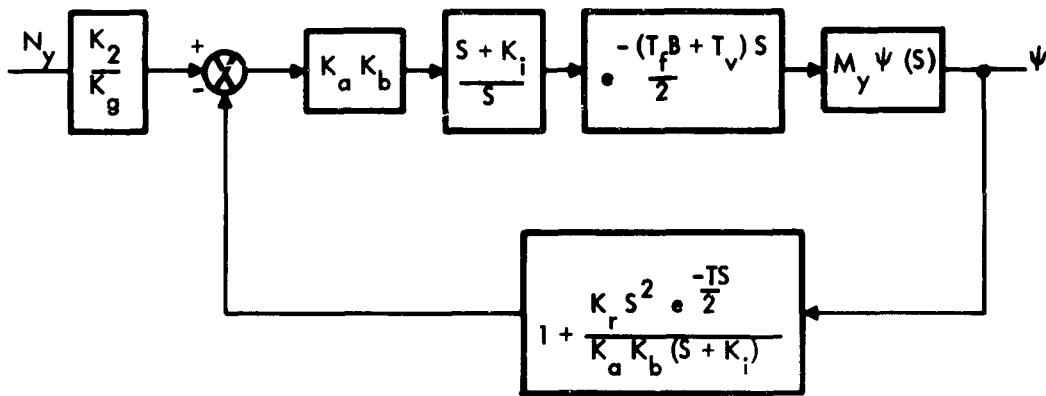 N_y
K_2 / K_g
+
-
K_a K_b
S + K_i / S
e^{-(T_f B + T_v) S / 2}
M_y ψ (S)
ψ
1 + K_r S^2 e^{-TS/2} / K_a K_b (S + K_i)